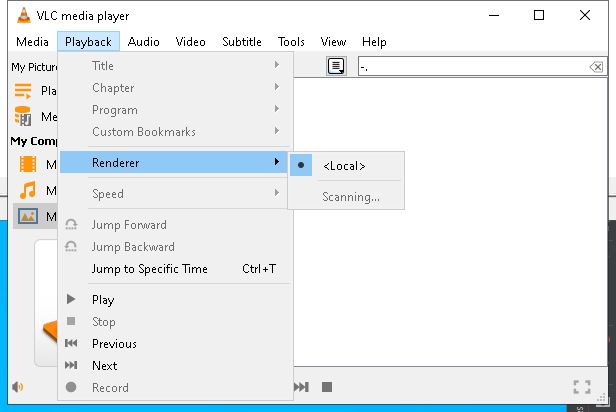 VLC media player
Media Playback Audio Video Subtitle Tools View Help
My Pictur
-.
Title
Chapter
Program
Custom Bookmarks
Renderer
<Local>
Scanning...
Speed
Jump Forward
Jump Backward
Jump to Specific Time Ctrl+T
Play
Stop
Previous
Next
Record
Pla
Me
My Comp
M
M
M